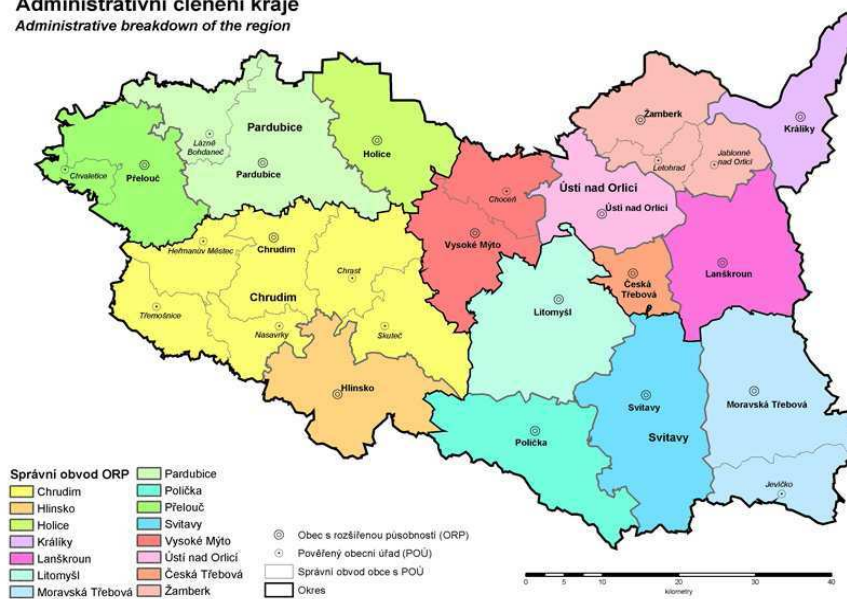 Administrativní členění kraje
Administrative breakdown of the region
Žamberk
Králíky
Pardubice
Lázně
Bohdaneč
Holice
Letohrad
Jablonné
nad Orlicí
Chvaletice
Přelouč
Pardubice
Choceň
Ústí nad Orlicí
Ústí nad Orlicí
Heřmanův Městec
Chrudim
Vysoké Mýto
Chrast
Česká
Třebová
Lanškroun
Chrudim
Litomyšl
Třemošnice
Nasavrky
Skuteč
Hlinsko
Svitavy
Moravská Třebová
Polička
Svitavy
Jevíčko
Správní obvod ORP
Chrudim
Hlinsko
Holice
Králíky
Lanškroun
Litomyšl
Moravská Třebová
Pardubice
Polička
Přelouč
Svitavy
Vysoké Mýto
Ústí nad Orlicí
Česká Třebová
Žamberk
Obec s rozšířenou působností (ORP)
Pověřený obecní úřad (POÚ)
Správní obvod obce s POÚ
Okres
0 5 10 20 30 40
kilometry